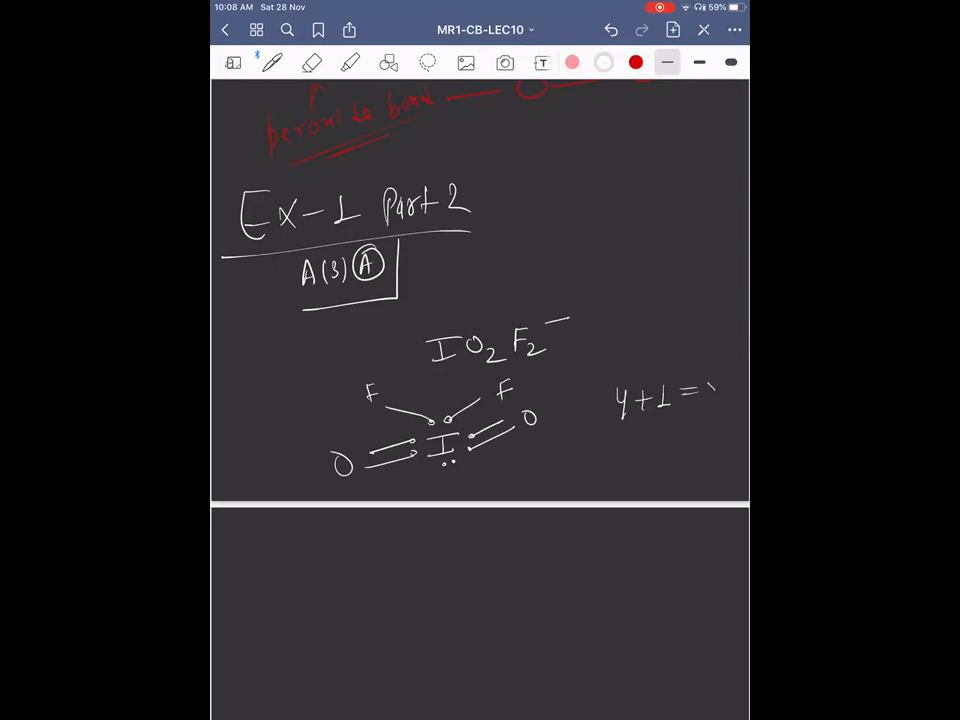 10:08 AM Sat 28 Nov 59%
MR1-CB-LEC10
T
peroxide bond — O —
Ex-1 Part 2
A(3) A
IO2F2−
F F
4+1=
O I O